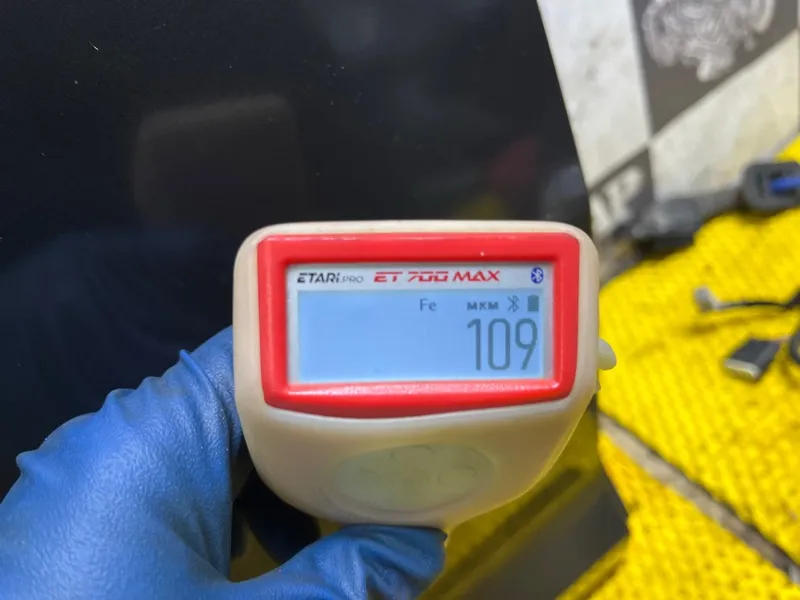 ETARI.PRO ET 700 MAX
Fe мкм
109